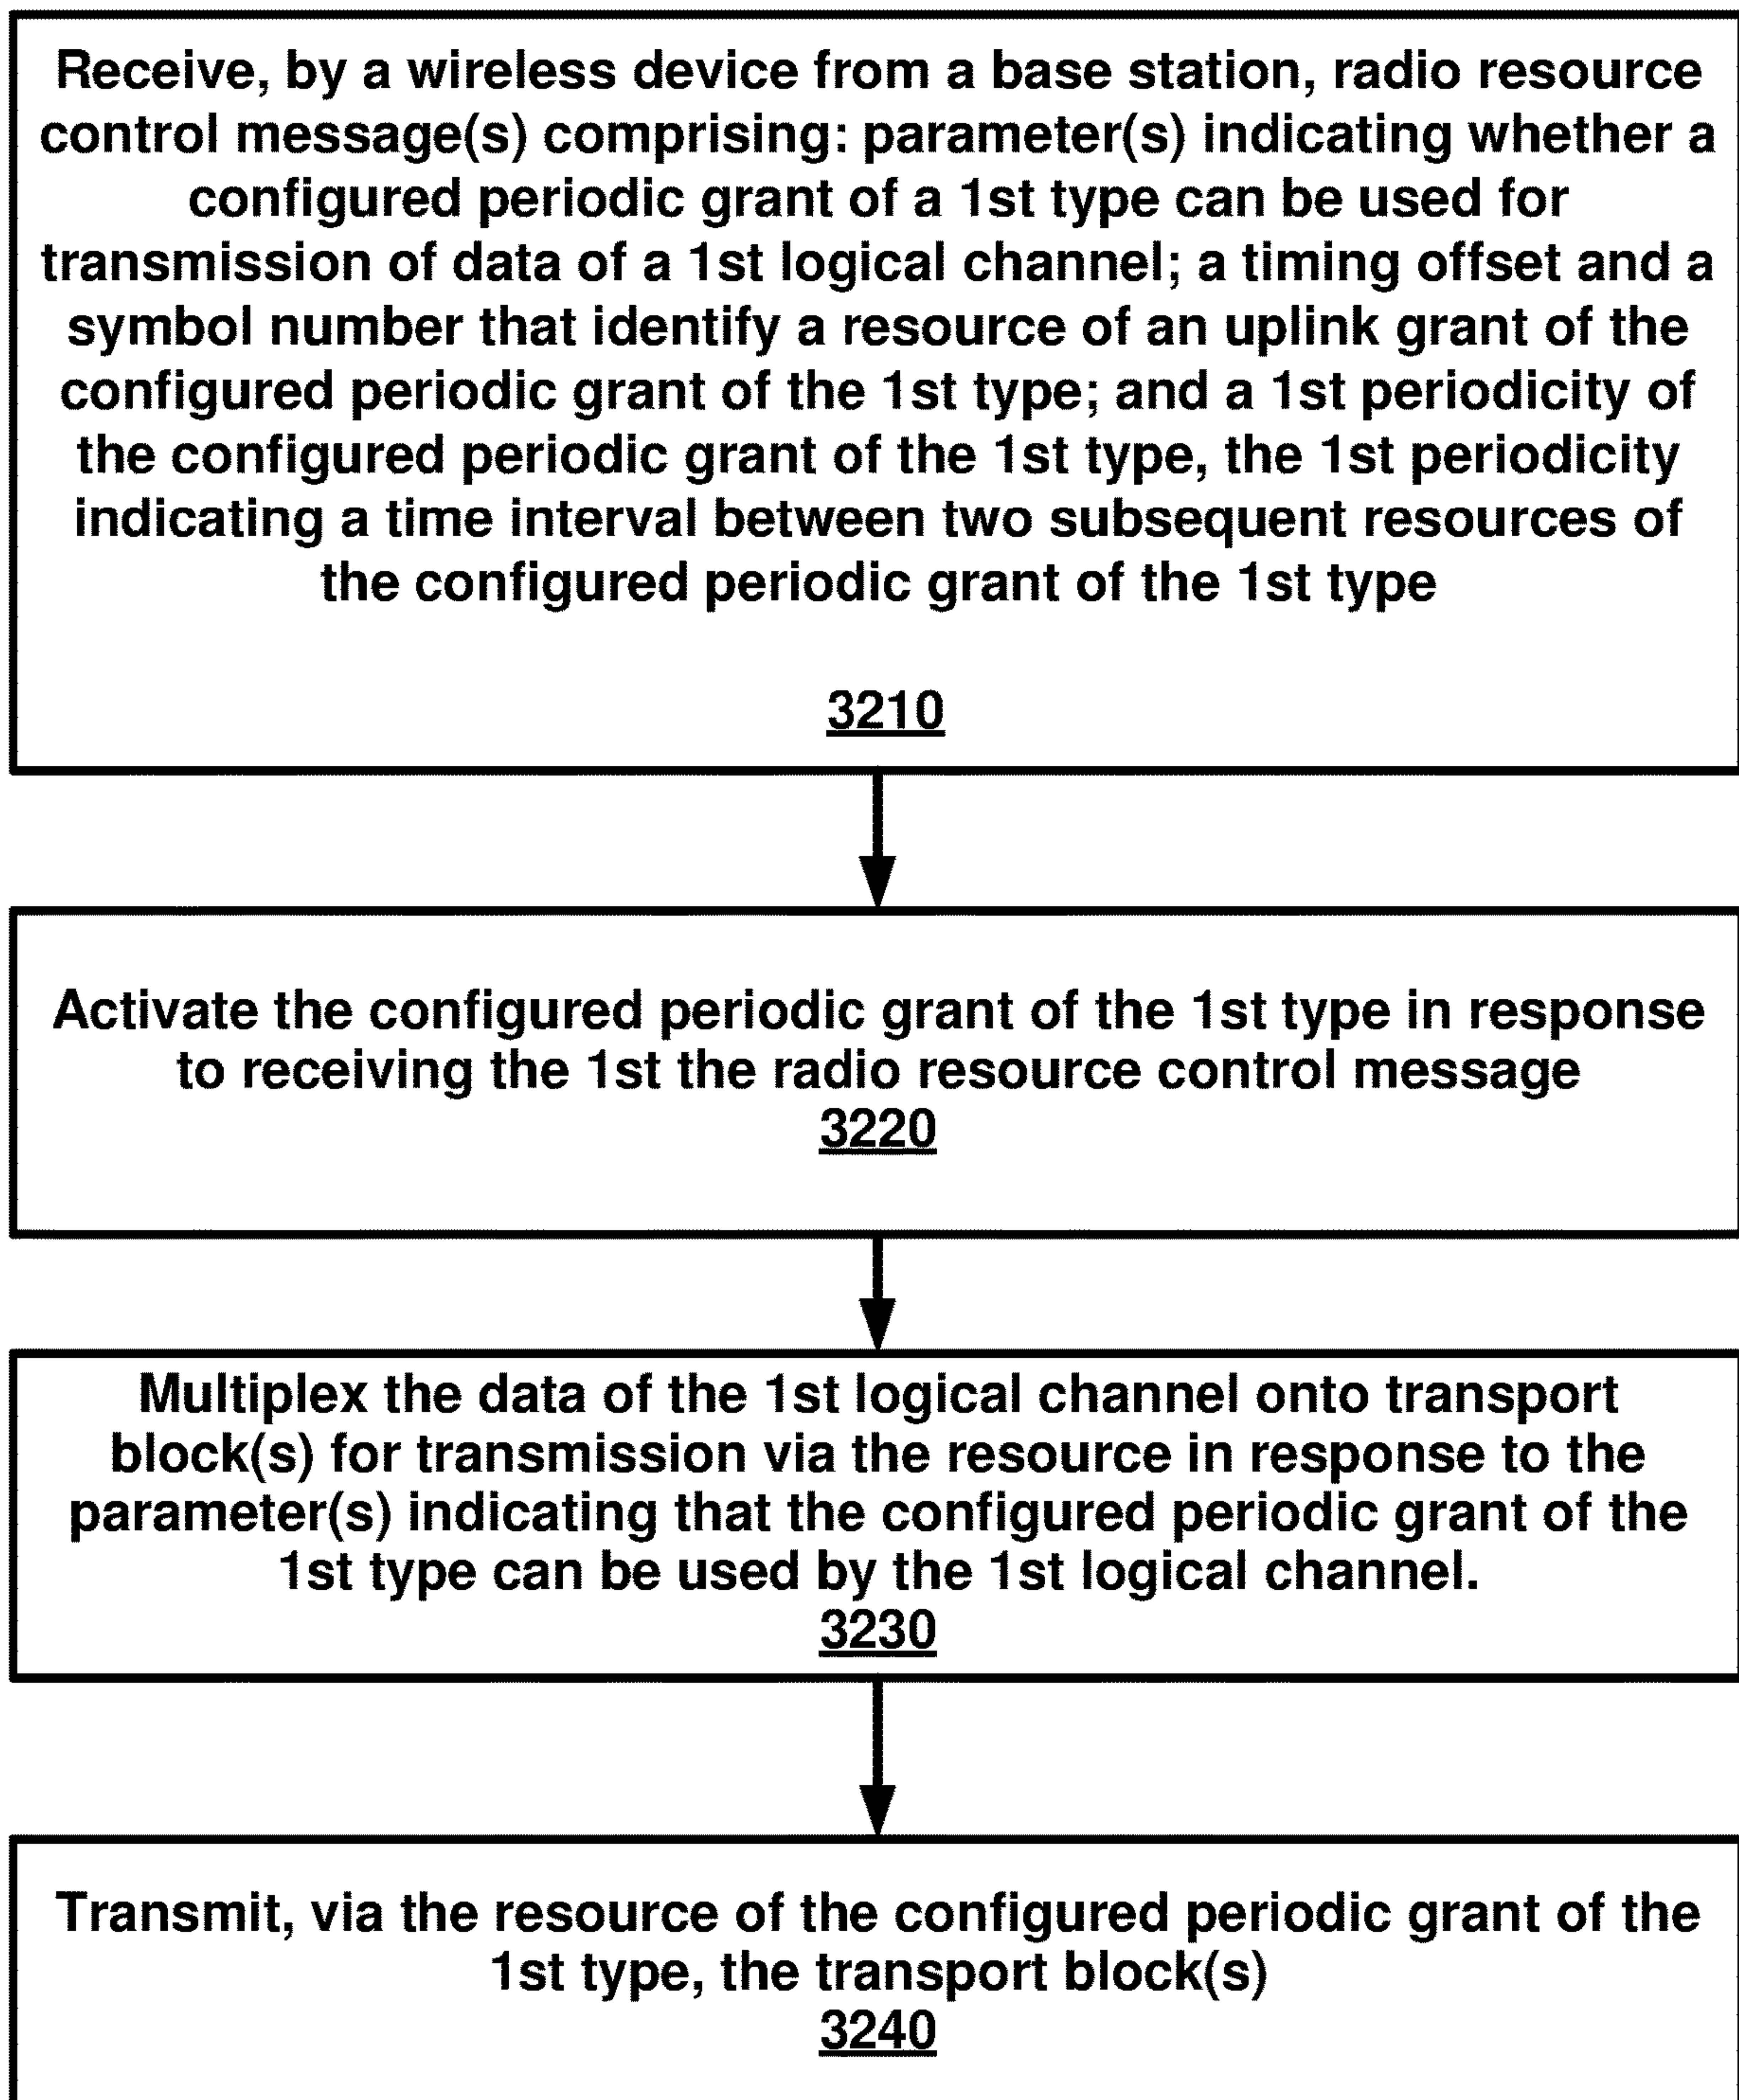 Receive, by a wireless device from a base station, radio resource
control message(s) comprising: parameter(s) indicating whether a
configured periodic grant of a 1st type can be used for
transmission of data of a 1st logical channel; a timing offset and a
symbol number that identify a resource of an uplink grant of the
configured periodic grant of the 1st type; and a 1st periodicity of
the configured periodic grant of the 1st type, the 1st periodicity
indicating a time interval between two subsequent resources of
the configured periodic grant of the 1st type
3210
Activate the configured periodic grant of the 1st type in response
to receiving the 1st the radio resource control message
3220
Multiplex the data of the 1st logical channel onto transport
block(s) for transmission via the resource in response to the
parameter(s) indicating that the configured periodic grant of the
1st type can be used by the 1st logical channel.
3230
Transmit, via the resource of the configured periodic grant of the
1st type, the transport block(s)
3240